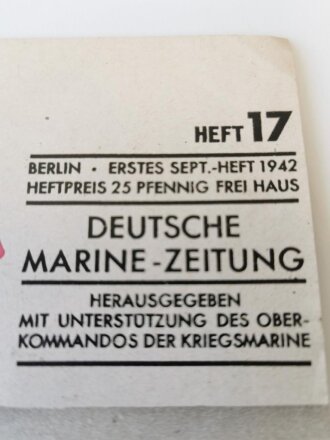 HEFT 17
BERLIN • ERSTES SEPT.-HEFT 1942
HEFTPREIS 25 PFENNIG FREI HAUS
DEUTSCHE
MARINE-ZEITUNG
HERAUSGEGEBEN
MIT UNTERSTÜTZUNG DES OBER-
KOMMANDOS DER KRIEGSMARINE